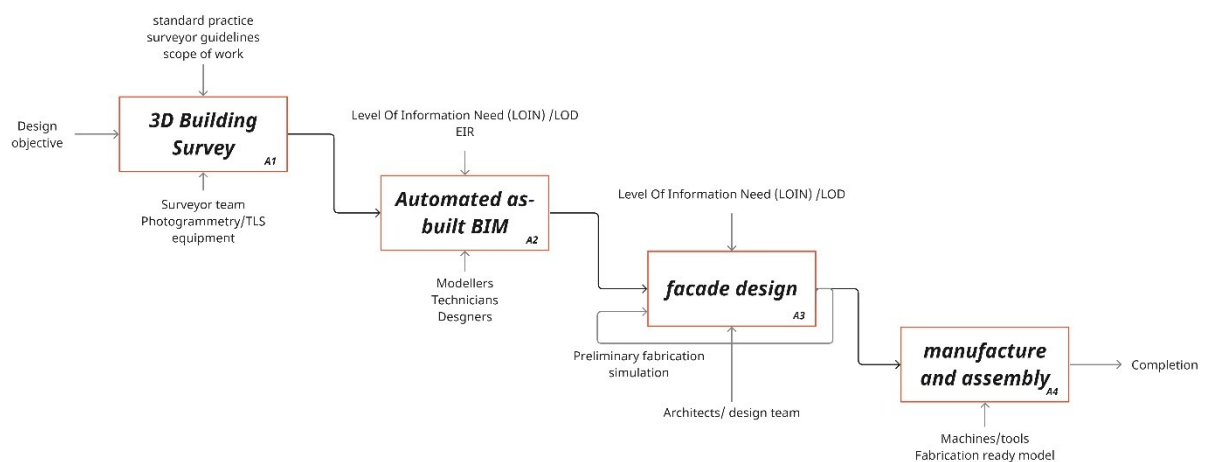 standard practice
surveyor guidelines
scope of work
Design
objective
3D Building
Survey
A1
Surveyor team
Photogrammetry/TLS
equipment
Level Of Information Need (LOIN) /LOD
EIR
Automated as-
built BIM
A2
Modellers
Technicians
Desgners
Level Of Information Need (LOIN) /LOD
facade design
A3
Preliminary fabrication
simulation
Architects/ design team
manufacture
and assembly
A4
Completion
Machines/tools
Fabrication ready model